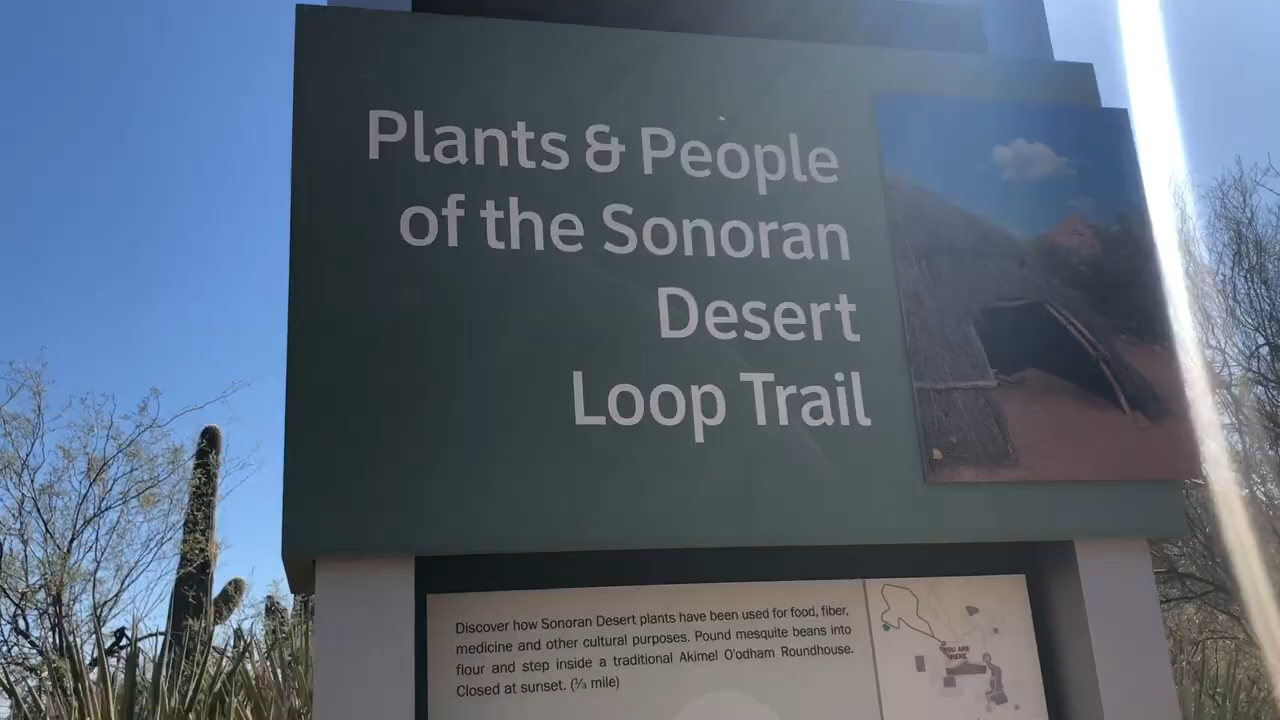 Plants & People
of the Sonoran
Desert
Loop Trail
Discover how Sonoran Desert plants have been used for food, fiber,
medicine and other cultural purposes. Pound mesquite beans into
flour and step inside a traditional Akimel O'odham Roundhouse.
Closed at sunset. (⅓ mile)
YOU ARE
HERE